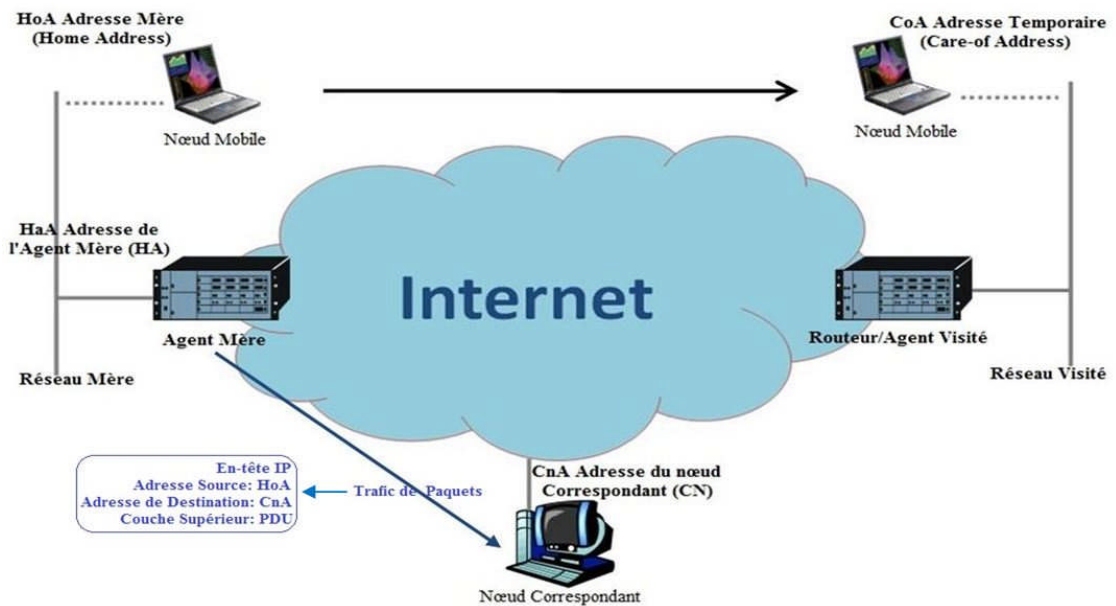 HoA Adresse Mère
(Home Address)
CoA Adresse Temporaire
(Care-of Address)
Nœud Mobile
Nœud Mobile
HaA Adresse de
l'Agent Mère (HA)
Internet
Agent Mère
Routeur/Agent Visité
Réseau Mère
Réseau Visité
En-tête IP
Adresse Source: HoA
Adresse de Destination: CnA
Couche Supérieur: PDU
Trafic de Paquets
CnA Adresse du nœud
Correspondant (CN)
Nœud Correspondant